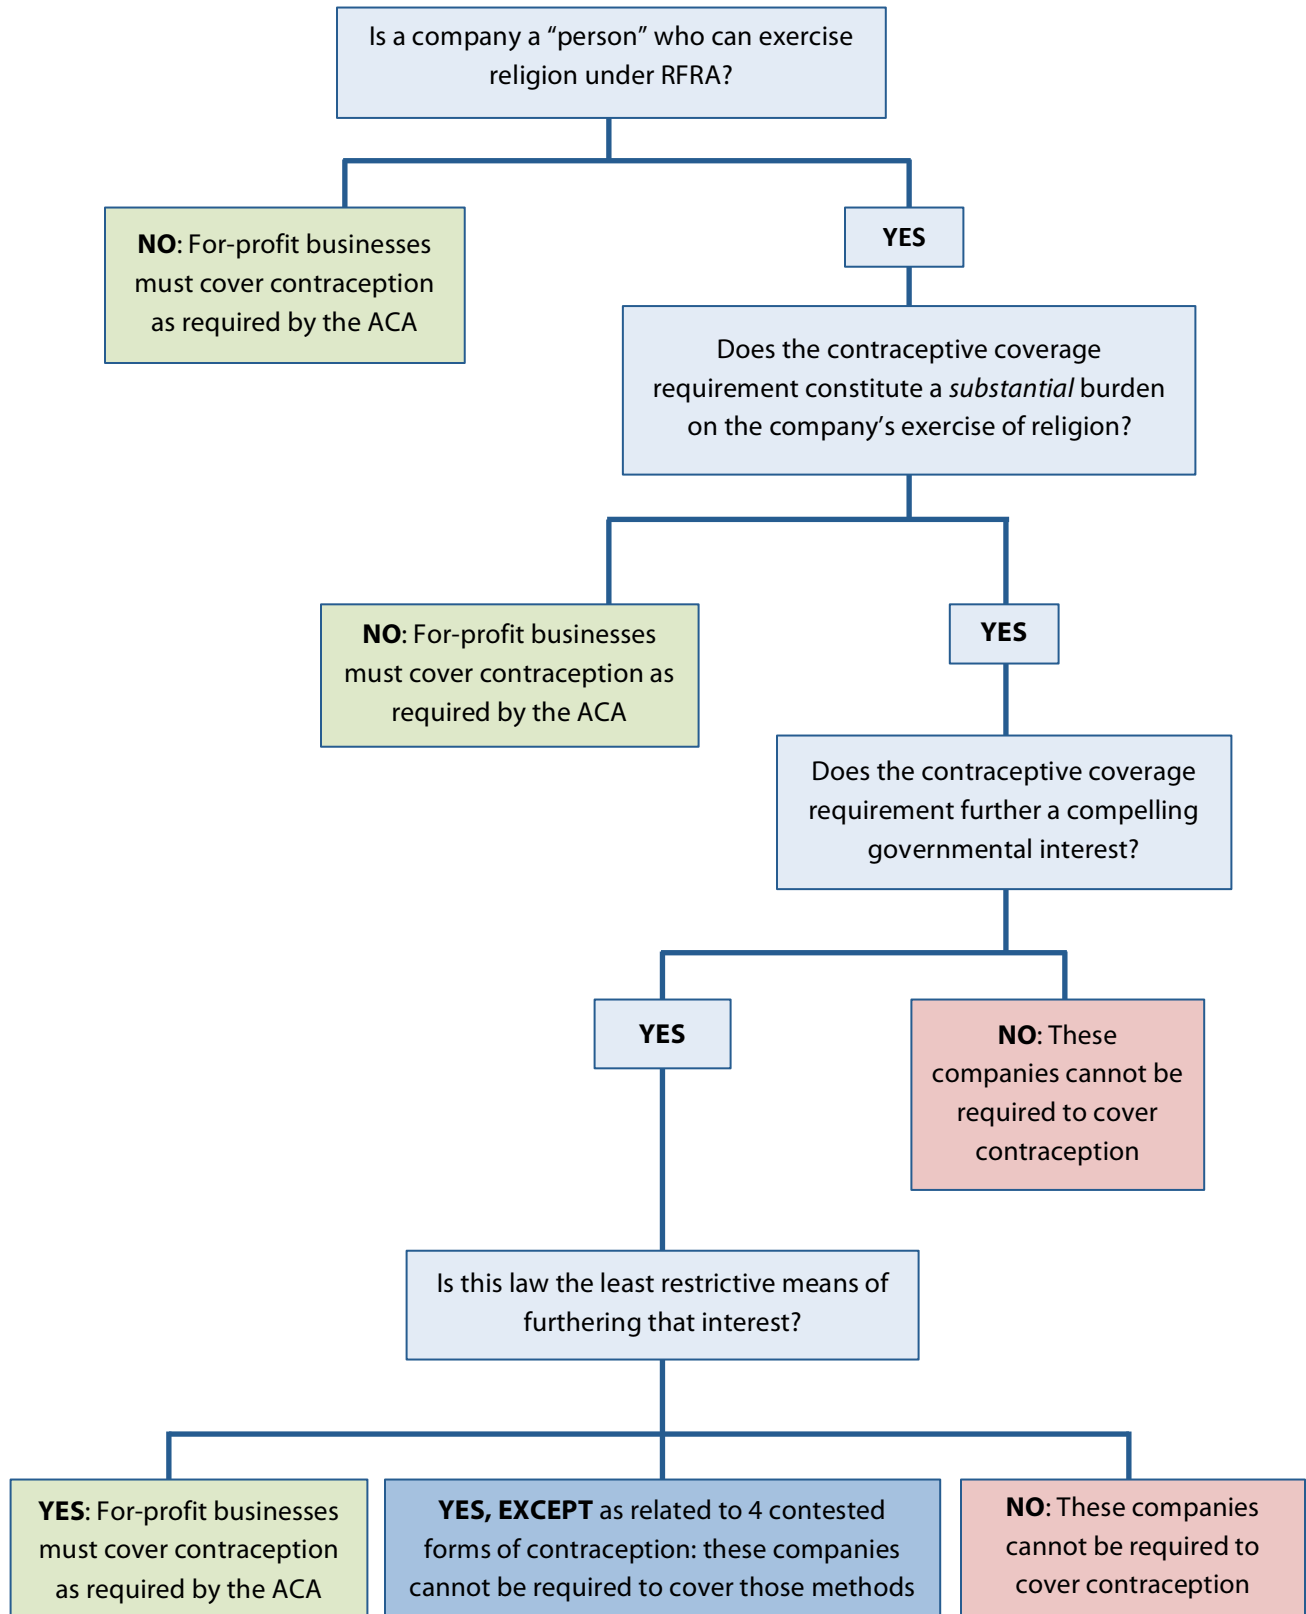 Is a company a “person” who can exercise
religion under RFRA?
NO: For-profit businesses
must cover contraception
as required by the ACA
YES
Does the contraceptive coverage
requirement constitute a substantial burden
on the company’s exercise of religion?
NO: For-profit businesses
must cover contraception as
required by the ACA
YES
Does the contraceptive coverage
requirement further a compelling
governmental interest?
YES
NO: These
companies cannot be
required to cover
contraception
Is this law the least restrictive means of
furthering that interest?
YES: For-profit businesses
must cover contraception
as required by the ACA
YES, EXCEPT as related to 4 contested
forms of contraception: these companies
cannot be required to cover those methods
NO: These companies
cannot be required to
cover contraception